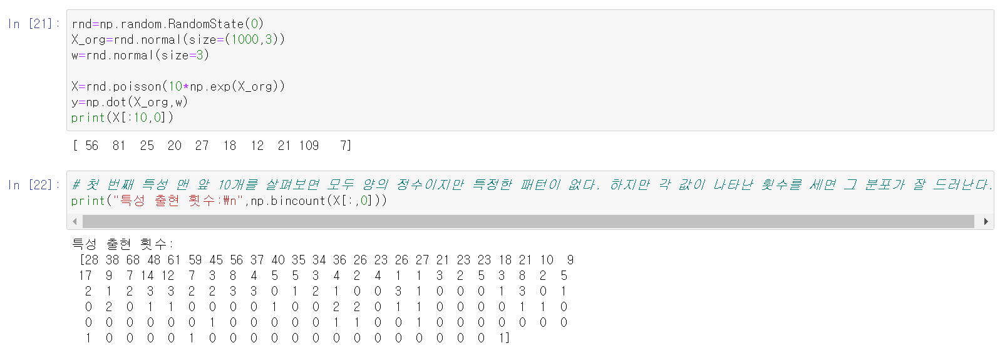 In [21]:
rnd=np.random.RandomState(0)
X_org=rnd.normal(size=(1000,3))
w=rnd.normal(size=3)
X=rnd.poisson(10*np.exp(X_org))
y=np.dot(X_org,w)
print(X[:10,0])
[ 56  81  25  20  27  18  12  21 109   7]
In [22]:
# 첫 번째 특성 맨 앞 10개를 살펴보면 모두 양의 정수이지만 특정한 패턴이 없다. 하지만 각 값이 나타난 횟수를 세면 그 분포가 잘 드러난다.
print("특성 출현 횟수:₩n",np.bincount(X[:,0]))
특성 출현 횟수:
[28 38 68 48 61 59 45 56 37 40 35 34 36 26 23 26 27 21 23 23 18 21 10  9
17  9  7 14 12  7  3  8  4  5  5  3  4  2  4  1  1  3  2  5  3  8  2  5
2  1  2  3  3  2  2  3  3  0  1  2  1  0  0  3  1  0  0  0  1  3  0  1
0  2  0  1  1  0  0  0  0  1  0  0  2  2  0  1  1  0  0  0  0  1  1  0
0  0  0  0  0  0  1  0  0  0  0  0  1  1  0  0  1  0  0  0  0  0  0  0
1  0  0  0  0  1  0  0  0  0  0  0  0  0  0  0  0  0  0  0  1]